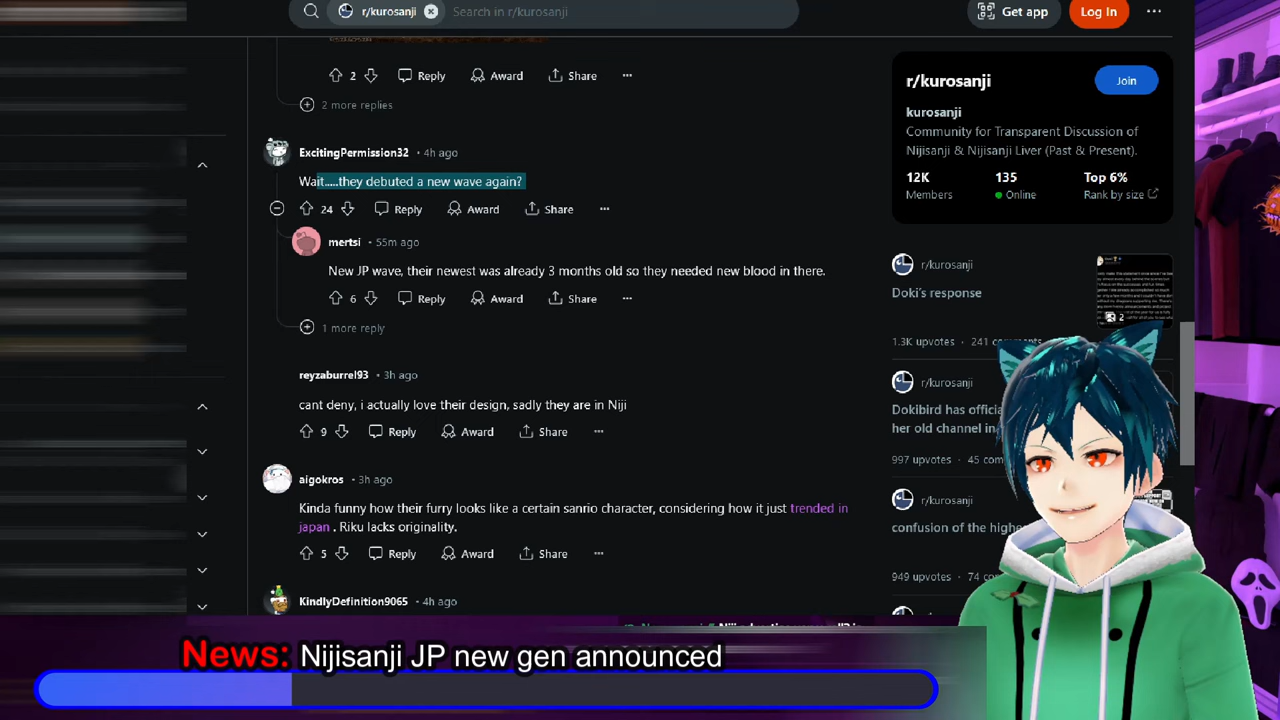 r/kurosanji
Search in r/kurosanji
Get app
Log In
2
Reply
Award
Share
2 more replies
ExcitingPermission32 • 4h ago
Wait.....they debuted a new wave again?
24
Reply
Award
Share
mertsi • 55m ago
New JP wave, their newest was already 3 months old so they needed new blood in there.
6
Reply
Award
Share
1 more reply
reyzaburrel93 • 3h ago
cant deny, i actually love their design, sadly they are in Niji
9
Reply
Award
Share
aigokros • 3h ago
Kinda funny how their fuwa looks like a certain sanrio character, considering how it just trended in
japan . Riku lacks originality.
5
Reply
Award
Share
KindlyDefinition9065 • 4h ago
r/kurosanji
Join
kurosanji
Community for Transparent Discussion of
Nijisanji & Nijisanji Liver (Past & Present).
12K
135
Top 6%
Members
Online
Rank by size
r/kurosanji
Doki's response
2
1.3K upvotes • 241 comments
r/kurosanji
Dokibird has
her old channel in
997 upvotes • 45
r/kurosanji
confusion of the
949 upvotes • 74
News: Nijisanji JP new gen announced